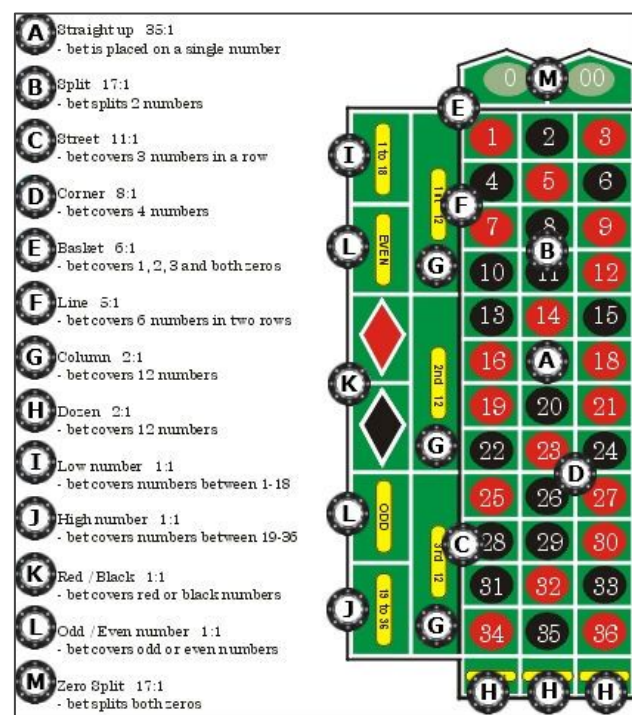 A Straight up 35:1
- bet is placed on a single number
B Split 17:1
- bet splits 2 numbers
C Street 11:1
- bet covers 3 numbers in a row
D Corner 8:1
- bet covers 4 numbers
E Basket 6:1
- bet covers 1, 2, 3 and both zeros
F Line 5:1
- bet covers 6 numbers in two rows
G Column 2:1
- bet covers 12 numbers
H Dozen 2:1
- bet covers 12 numbers
I Low number 1:1
- bet covers numbers between 1-18
J High number 1:1
- bet covers numbers between 19-36
K Red / Black 1:1
- bet covers red or black numbers
L Odd / Even number 1:1
- bet covers odd or even numbers
M Zero Split 17:1
- bet splits both zeros
0 M 00
E
1 2 3
I 1 to 18
4 5 6
F
7 8 9
L EVEN
B
G
10 11 12
13 14 15
K
2nd 12
16 A 18
19 20 21
G
22 23 24
D
25 26 27
L ODD
C 28 29 30
3rd 12
31 32 33
J 19 to 36
G
34 35 36
H H H